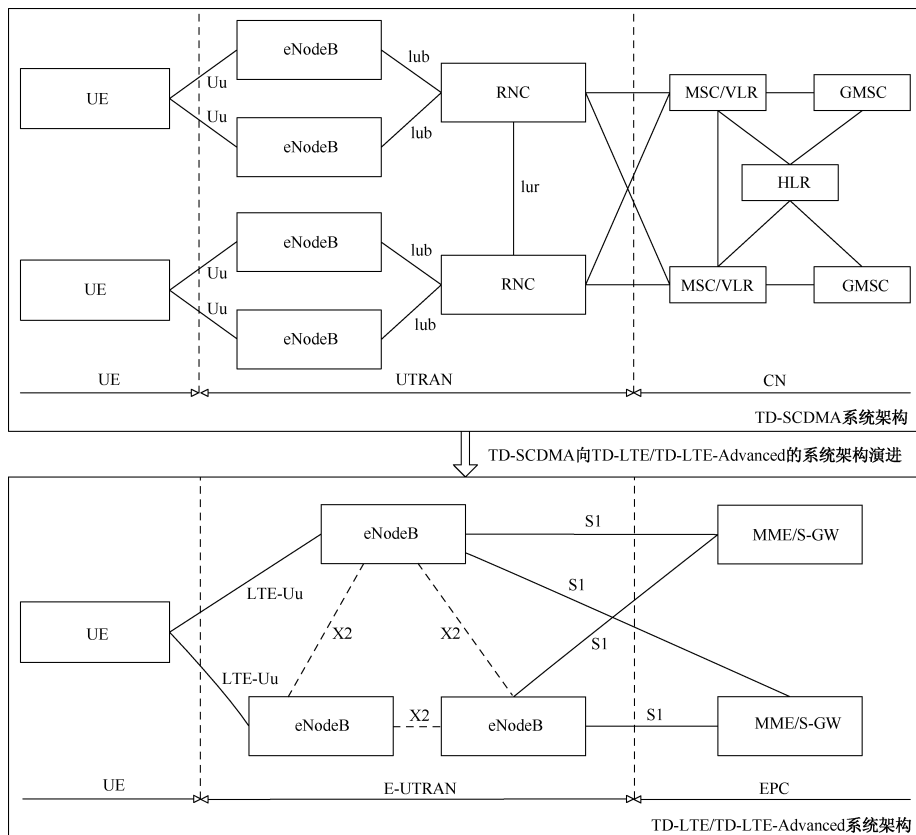 eNodeB
lub
UE
Uu
RNC
MSC/VLR
GMSC
Uu
eNodeB
lub
HLR
lur
eNodeB
lub
UE
Uu
RNC
MSC/VLR
GMSC
Uu
eNodeB
lub
UE
UTRAN
CN
TD-SCDMA系统架构
TD-SCDMA向TD-LTE/TD-LTE-Advanced的系统架构演进
eNodeB
S1
MME/S-GW
LTE-Uu
S1
UE
X2
X2
S1
LTE-Uu
eNodeB
X2
eNodeB
S1
MME/S-GW
UE
E-UTRAN
EPC
TD-LTE/TD-LTE-Advanced系统架构